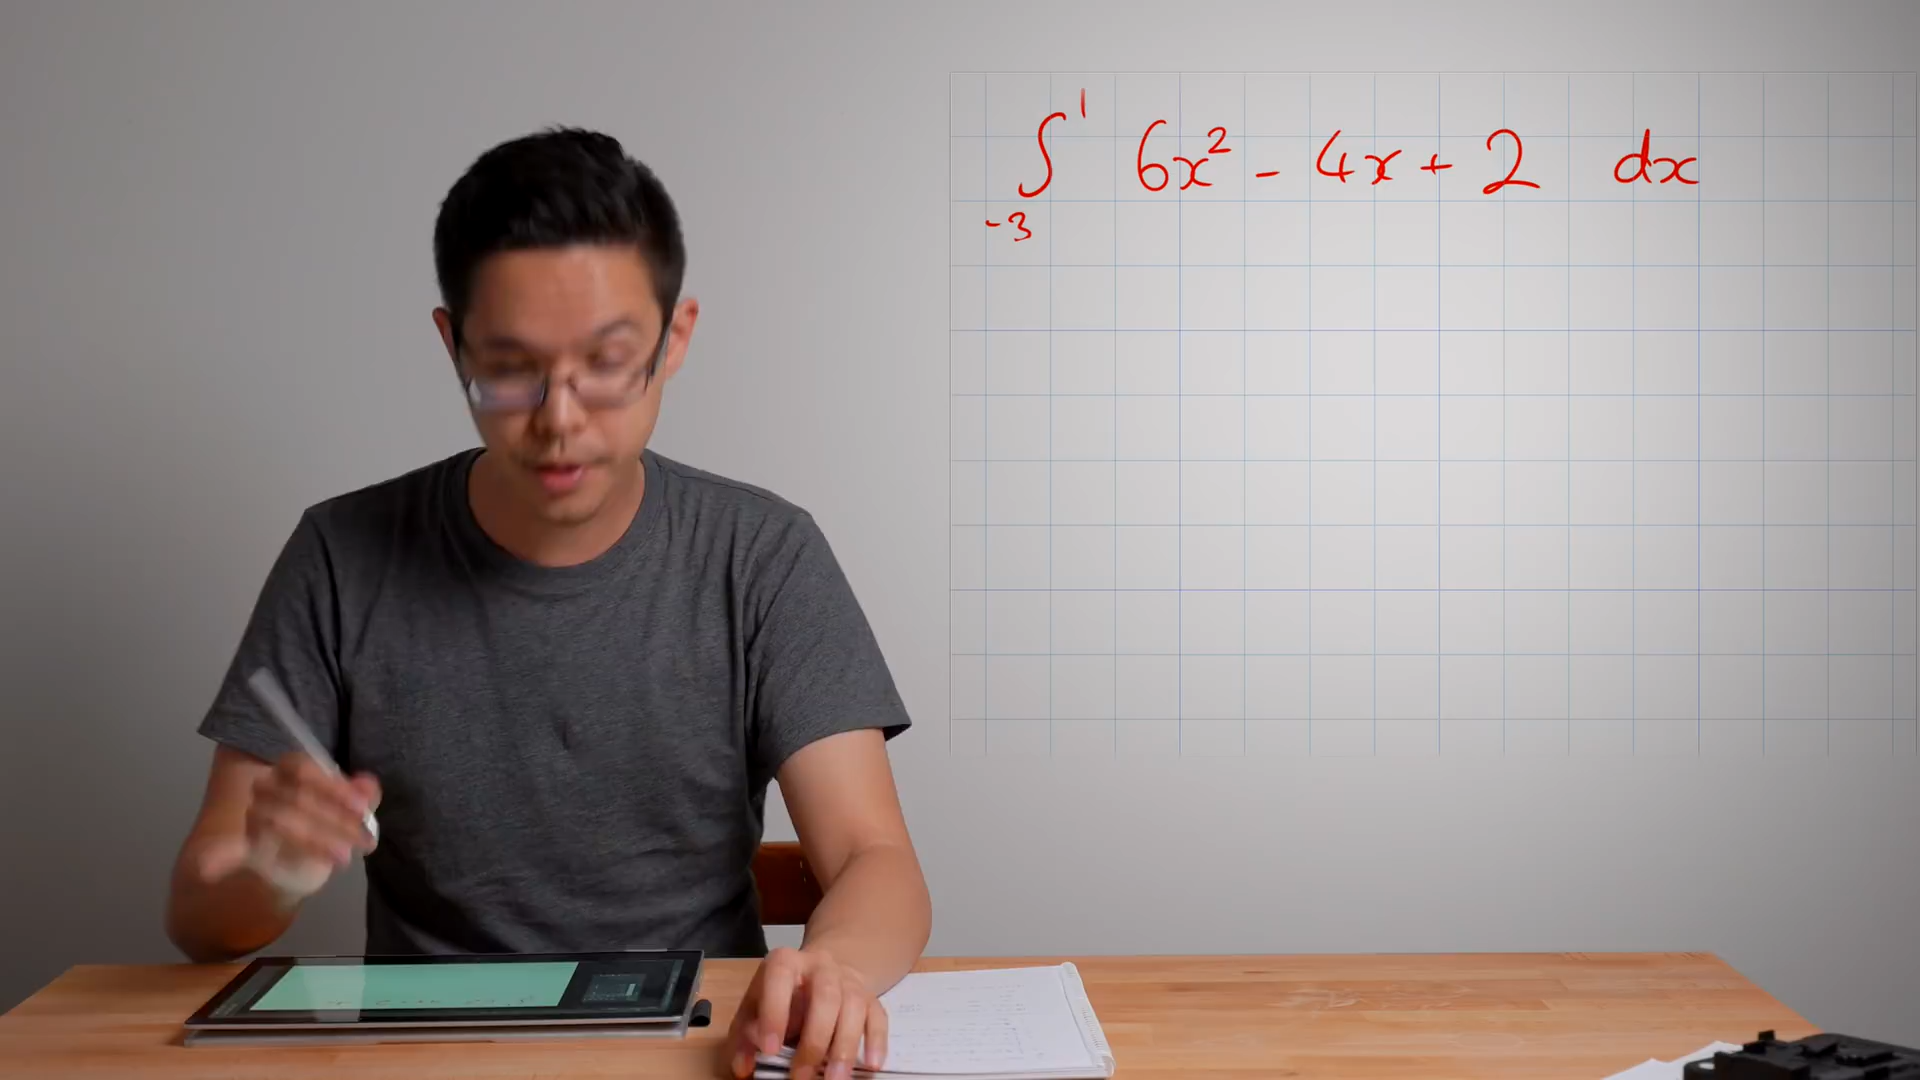 ∫₋₃¹ 6x² - 4x + 2 dx